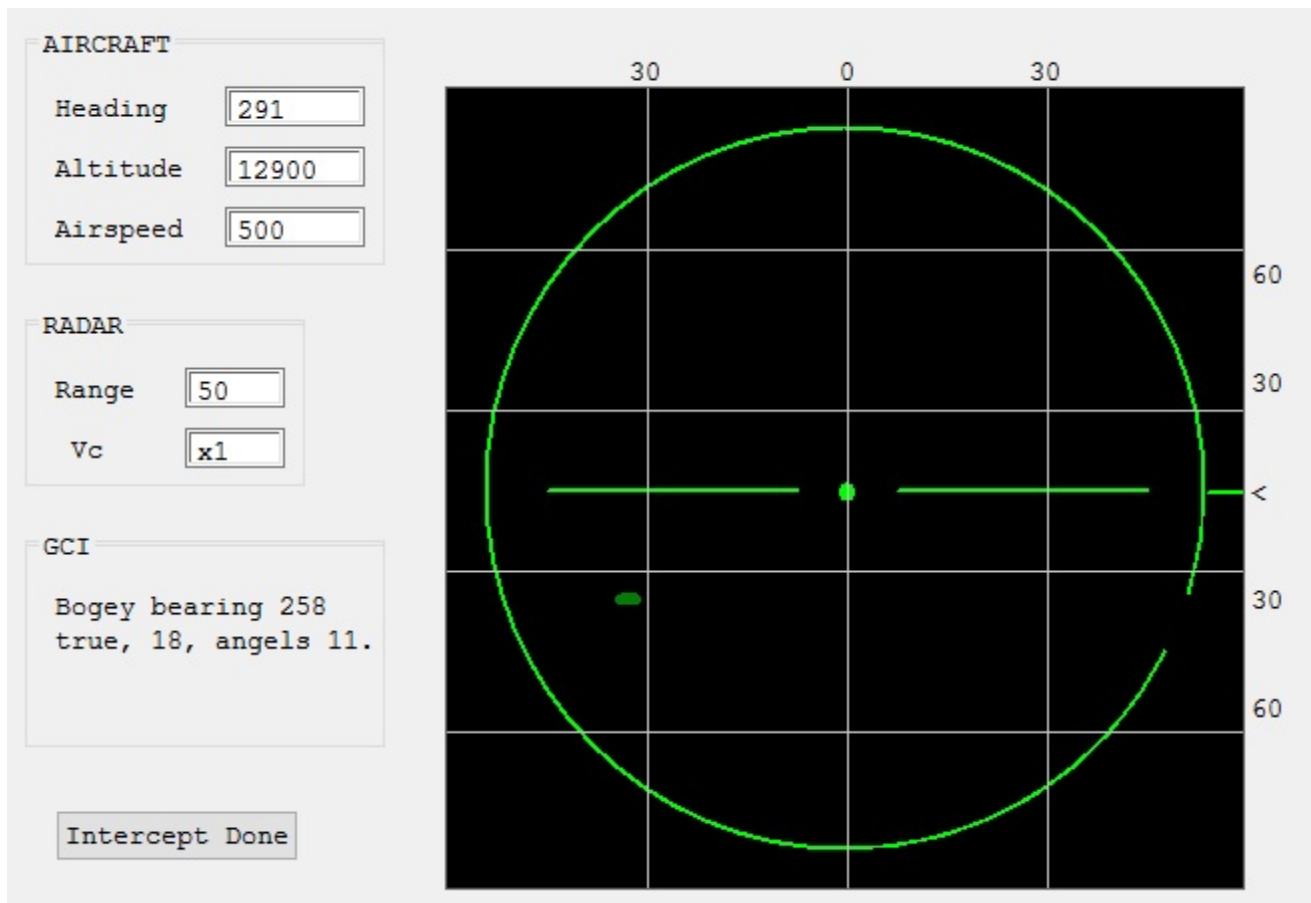 AIRCRAFT
Heading 291
Altitude 12900
Airspeed 500
RADAR
Range 50
Vc x1
GCI
Bogey bearing 258
true, 18, angels 11.
Intercept Done
30 0 30
60
30
<
30
60